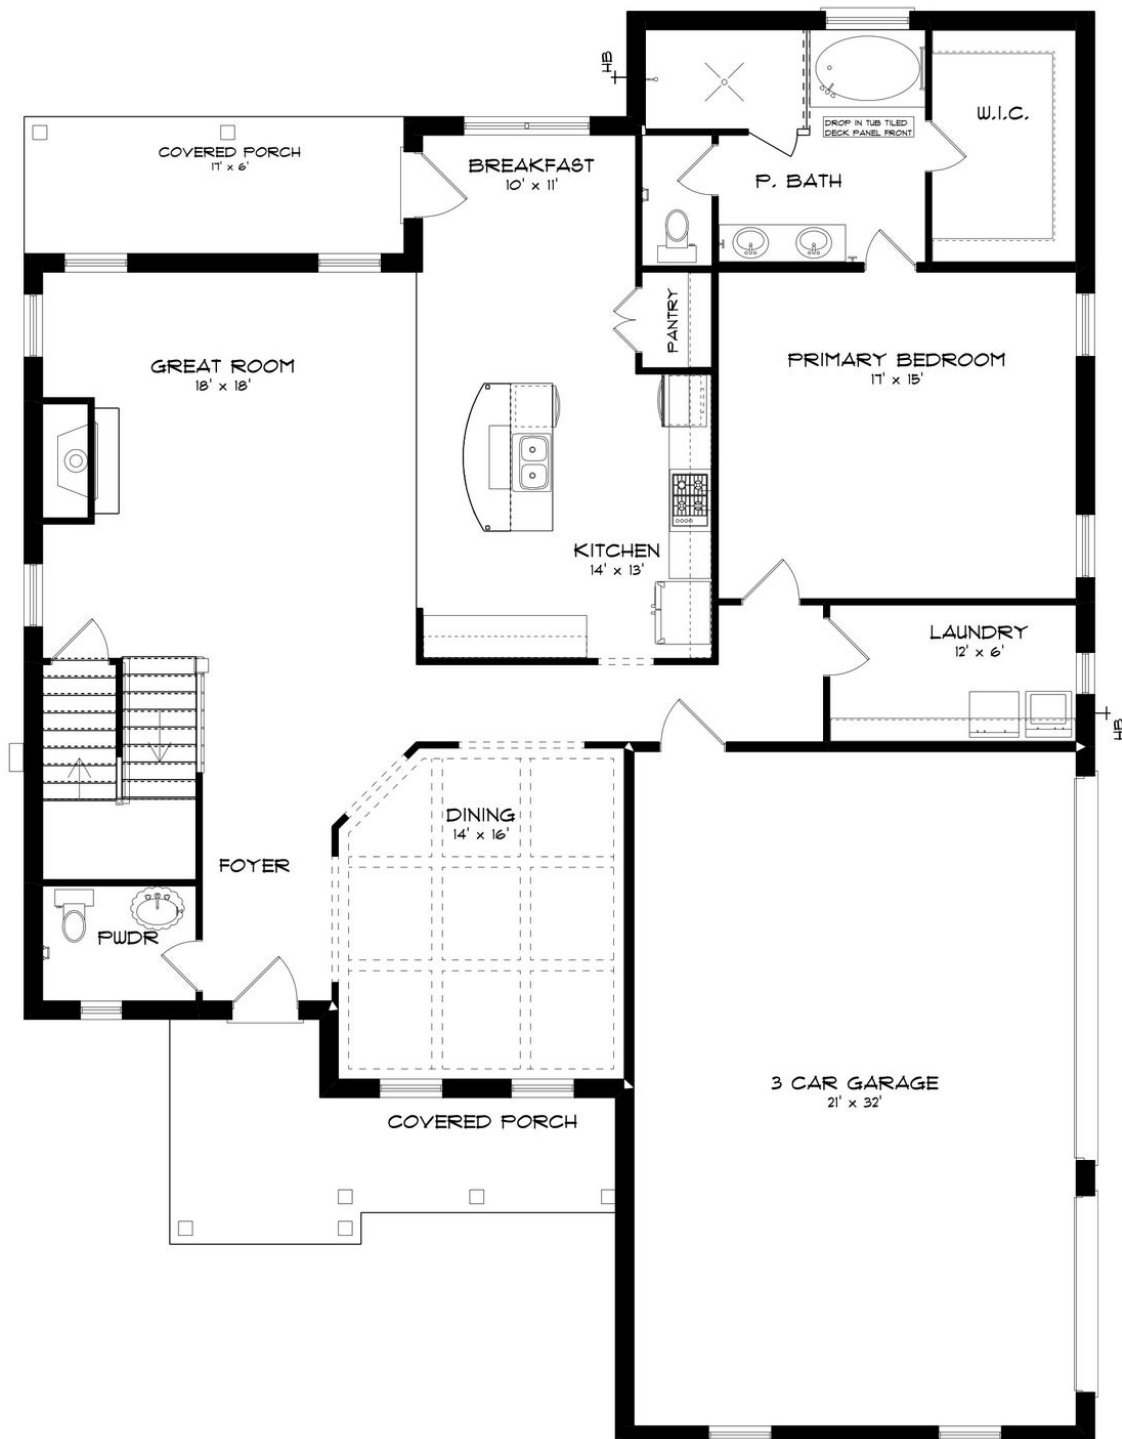 HB
W.I.C.
DROP IN TUB TILED
DECK PANEL FRONT
COVERED PORCH
17' x 6'
BREAKFAST
10' x 11'
P. BATH
PANTRY
GREAT ROOM
18' x 18'
PRIMARY BEDROOM
17' x 15'
KITCHEN
14' x 13'
LAUNDRY
12' x 6'
HB
DINING
14' x 16'
FOYER
PWDR
3 CAR GARAGE
21' x 32'
COVERED PORCH